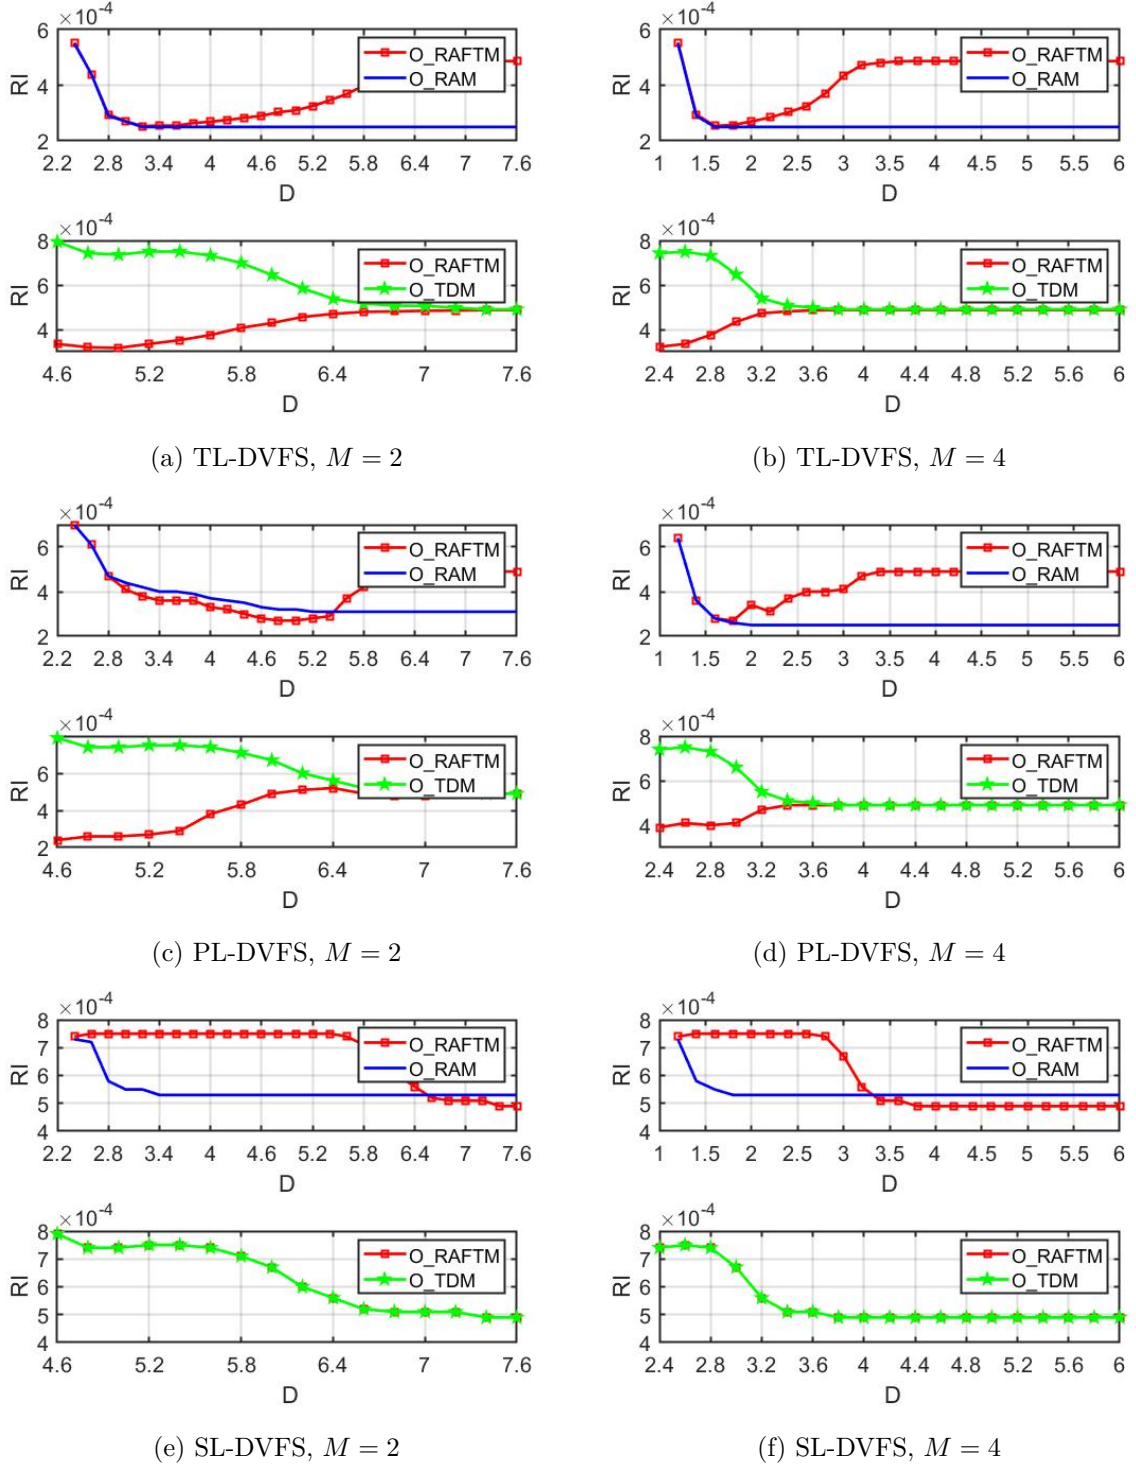 ×10⁻⁴
6
4
2
RI
O_RAFTM
O_RAM
2.2 2.8 3.4 4 4.6 5.2 5.8 6.4 7 7.6
D
×10⁻⁴
6
4
2
RI
O_RAFTM
O_RAM
1 1.5 2 2.5 3 3.5 4 4.5 5 5.5 6
D
×10⁻⁴
8
6
4
RI
O_RAFTM
O_TDM
4.6 5.2 5.8 6.4 7 7.6
D
×10⁻⁴
8
6
4
RI
O_RAFTM
O_TDM
2.4 2.8 3.2 3.6 4 4.4 4.8 5.2 5.6 6
D
(a) TL-DVFS, M = 2
(b) TL-DVFS, M = 4
×10⁻⁴
6
4
2
RI
O_RAFTM
O_RAM
2.2 2.8 3.4 4 4.6 5.2 5.8 6.4 7 7.6
D
×10⁻⁴
6
4
2
RI
O_RAFTM
O_RAM
1 1.5 2 2.5 3 3.5 4 4.5 5 5.5 6
D
×10⁻⁴
8
6
4
2
RI
O_RAFTM
O_TDM
4.6 5.2 5.8 6.4 7 7.6
D
×10⁻⁴
8
6
4
RI
O_RAFTM
O_TDM
2.4 2.8 3.2 3.6 4 4.4 4.8 5.2 5.6 6
D
(c) PL-DVFS, M = 2
(d) PL-DVFS, M = 4
×10⁻⁴
8
7
6
5
4
RI
O_RAFTM
O_RAM
2.2 2.8 3.4 4 4.6 5.2 5.8 6.4 7 7.6
D
×10⁻⁴
8
7
6
5
4
RI
O_RAFTM
O_RAM
1 1.5 2 2.5 3 3.5 4 4.5 5 5.5 6
D
×10⁻⁴
8
7
6
5
4
RI
O_RAFTM
O_TDM
4.6 5.2 5.8 6.4 7 7.6
D
×10⁻⁴
8
7
6
5
4
RI
O_RAFTM
O_TDM
2.4 2.8 3.2 3.6 4 4.4 4.8 5.2 5.6 6
D
(e) SL-DVFS, M = 2
(f) SL-DVFS, M = 4